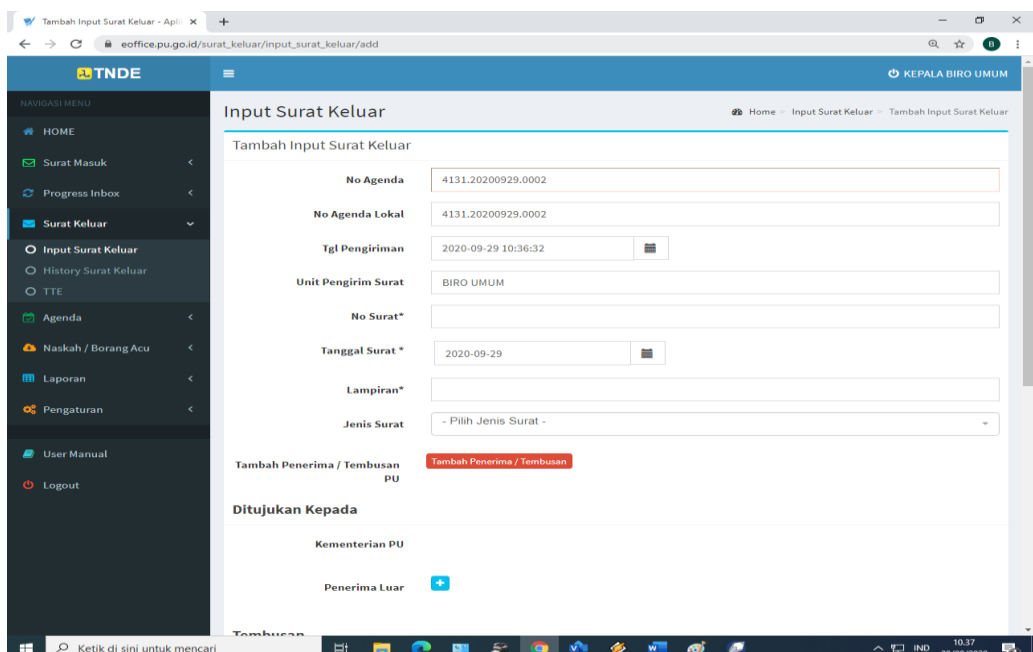 Tambah Input Surat Keluar - Apli
eoffice.pu.go.id/surat_keluar/input_surat_keluar/add
B
TNDE
KEPALA BIRO UMUM
NAVIGASI MENU
HOME
Surat Masuk
Progress Inbox
Surat Keluar
Input Surat Keluar
History Surat Keluar
TTE
Agenda
Naskah / Borang Acu
Laporan
Pengaturan
User Manual
Logout
Input Surat Keluar
Home > Input Surat Keluar > Tambah Input Surat Keluar
Tambah Input Surat Keluar
No Agenda 4131.20200929.0002
No Agenda Lokal 4131.20200929.0002
Tgl Pengiriman 2020-09-29 10:36:32
Unit Pengirim Surat BIRO UMUM
No Surat*
Tanggal Surat * 2020-09-29
Lampiran*
Jenis Surat - Pilih Jenis Surat -
Tambah Penerima / Tembusan PU Tambah Penerima / Tembusan
Ditujukan Kepada
Kementerian PU
Penerima Luar
Tembusan
Ketik di sini untuk mencari
IND
10.37